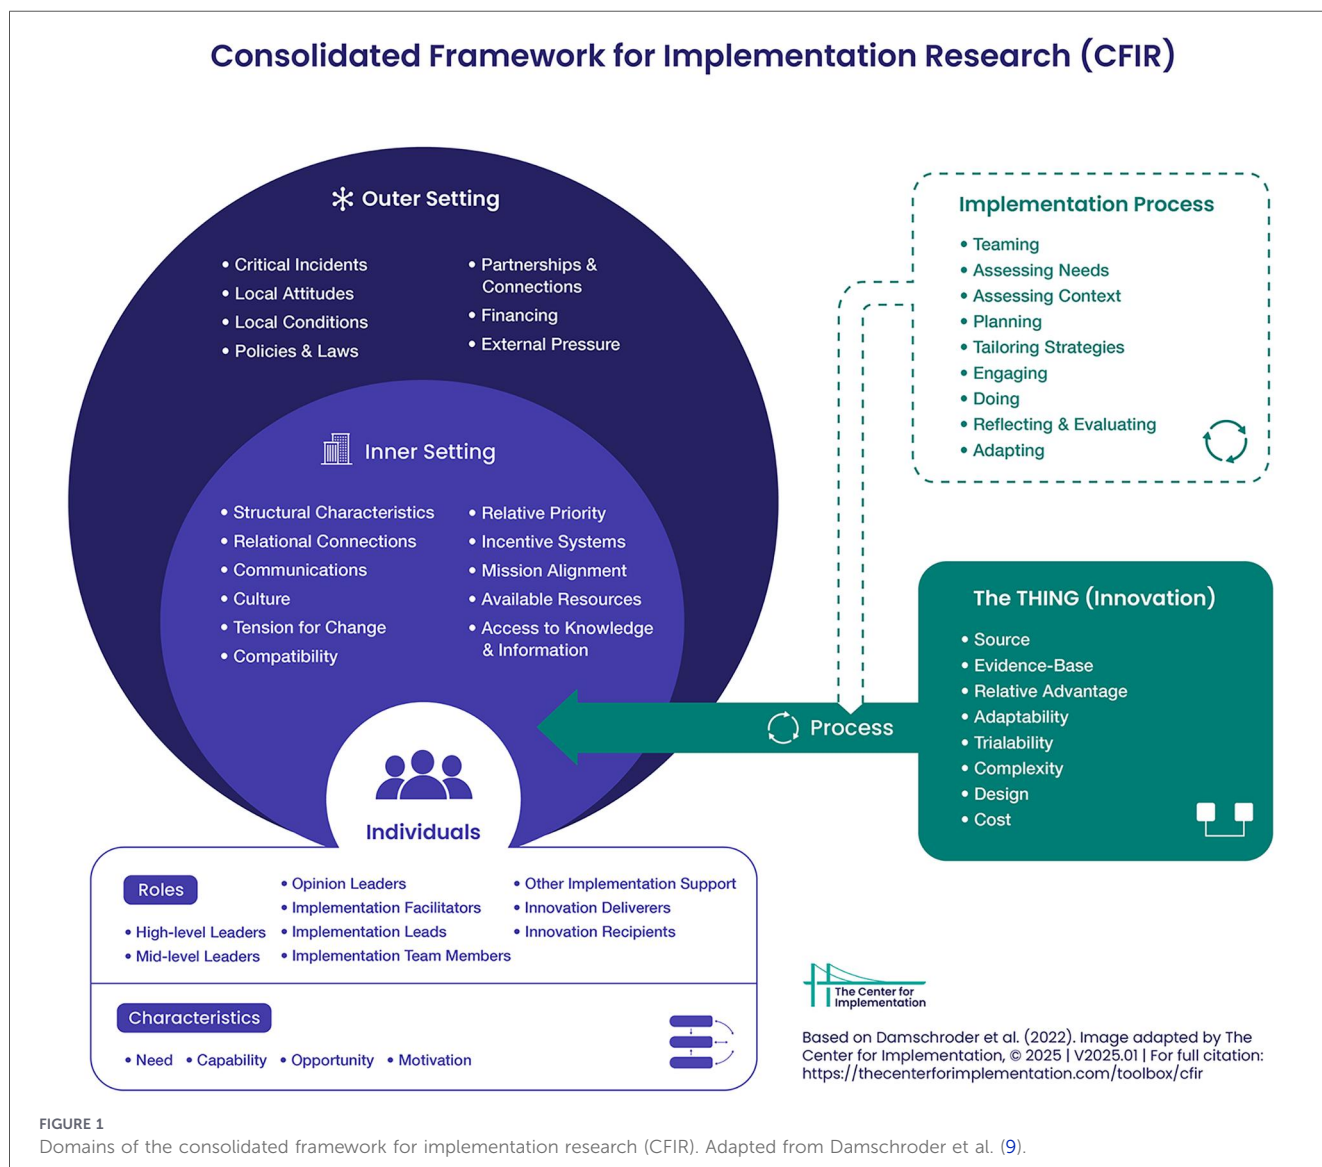 Consolidated Framework for Implementation Research (CFIR)
Outer Setting
• Critical Incidents
• Local Attitudes
• Local Conditions
• Policies & Laws
• Partnerships &
Connections
• Financing
• External Pressure
Inner Setting
• Structural Characteristics
• Relational Connections
• Communications
• Culture
• Tension for Change
• Compatibility
• Relative Priority
• Incentive Systems
• Mission Alignment
• Available Resources
• Access to Knowledge
& Information
Individuals
Roles
• High-level Leaders
• Mid-level Leaders
• Opinion Leaders
• Implementation Facilitators
• Implementation Leads
• Implementation Team Members
• Other Implementation Support
• Innovation Deliverers
• Innovation Recipients
Characteristics
• Need • Capability • Opportunity • Motivation
Implementation Process
• Teaming
• Assessing Needs
• Assessing Context
• Planning
• Tailoring Strategies
• Engaging
• Doing
• Reflecting & Evaluating
• Adapting
Process
The THING (Innovation)
• Source
• Evidence-Base
• Relative Advantage
• Adaptability
• Trialability
• Complexity
• Design
• Cost
The Center for
Implementation
Based on Damschroder et al. (2022). Image adapted by The
Center for Implementation, © 2025 | V2025.01 | For full citation:
https://thecenterforimplementation.com/toolbox/cfir
FIGURE 1
Domains of the consolidated framework for implementation research (CFIR). Adapted from Damschroder et al. (9).